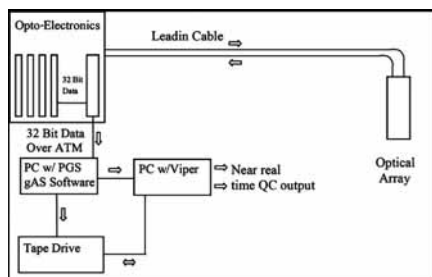 Opto-Electronics
Leadin Cable
32 Bit
Data
32 Bit Data
Over ATM
Optical
Array
PC w/ PGS
gAS Software
PC w/Viper
Near real
time QC output
Tape Drive